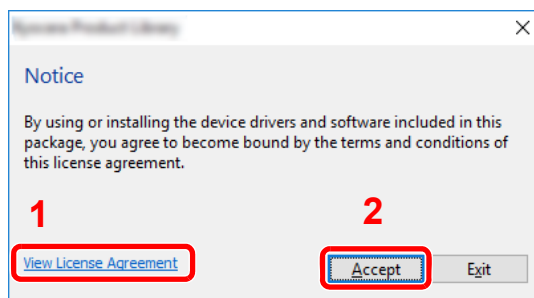 Notice
By using or installing the device drivers and software included in this
package, you agree to become bound by the terms and conditions of
this license agreement.
1
2
View License Agreement
Accept
Exit